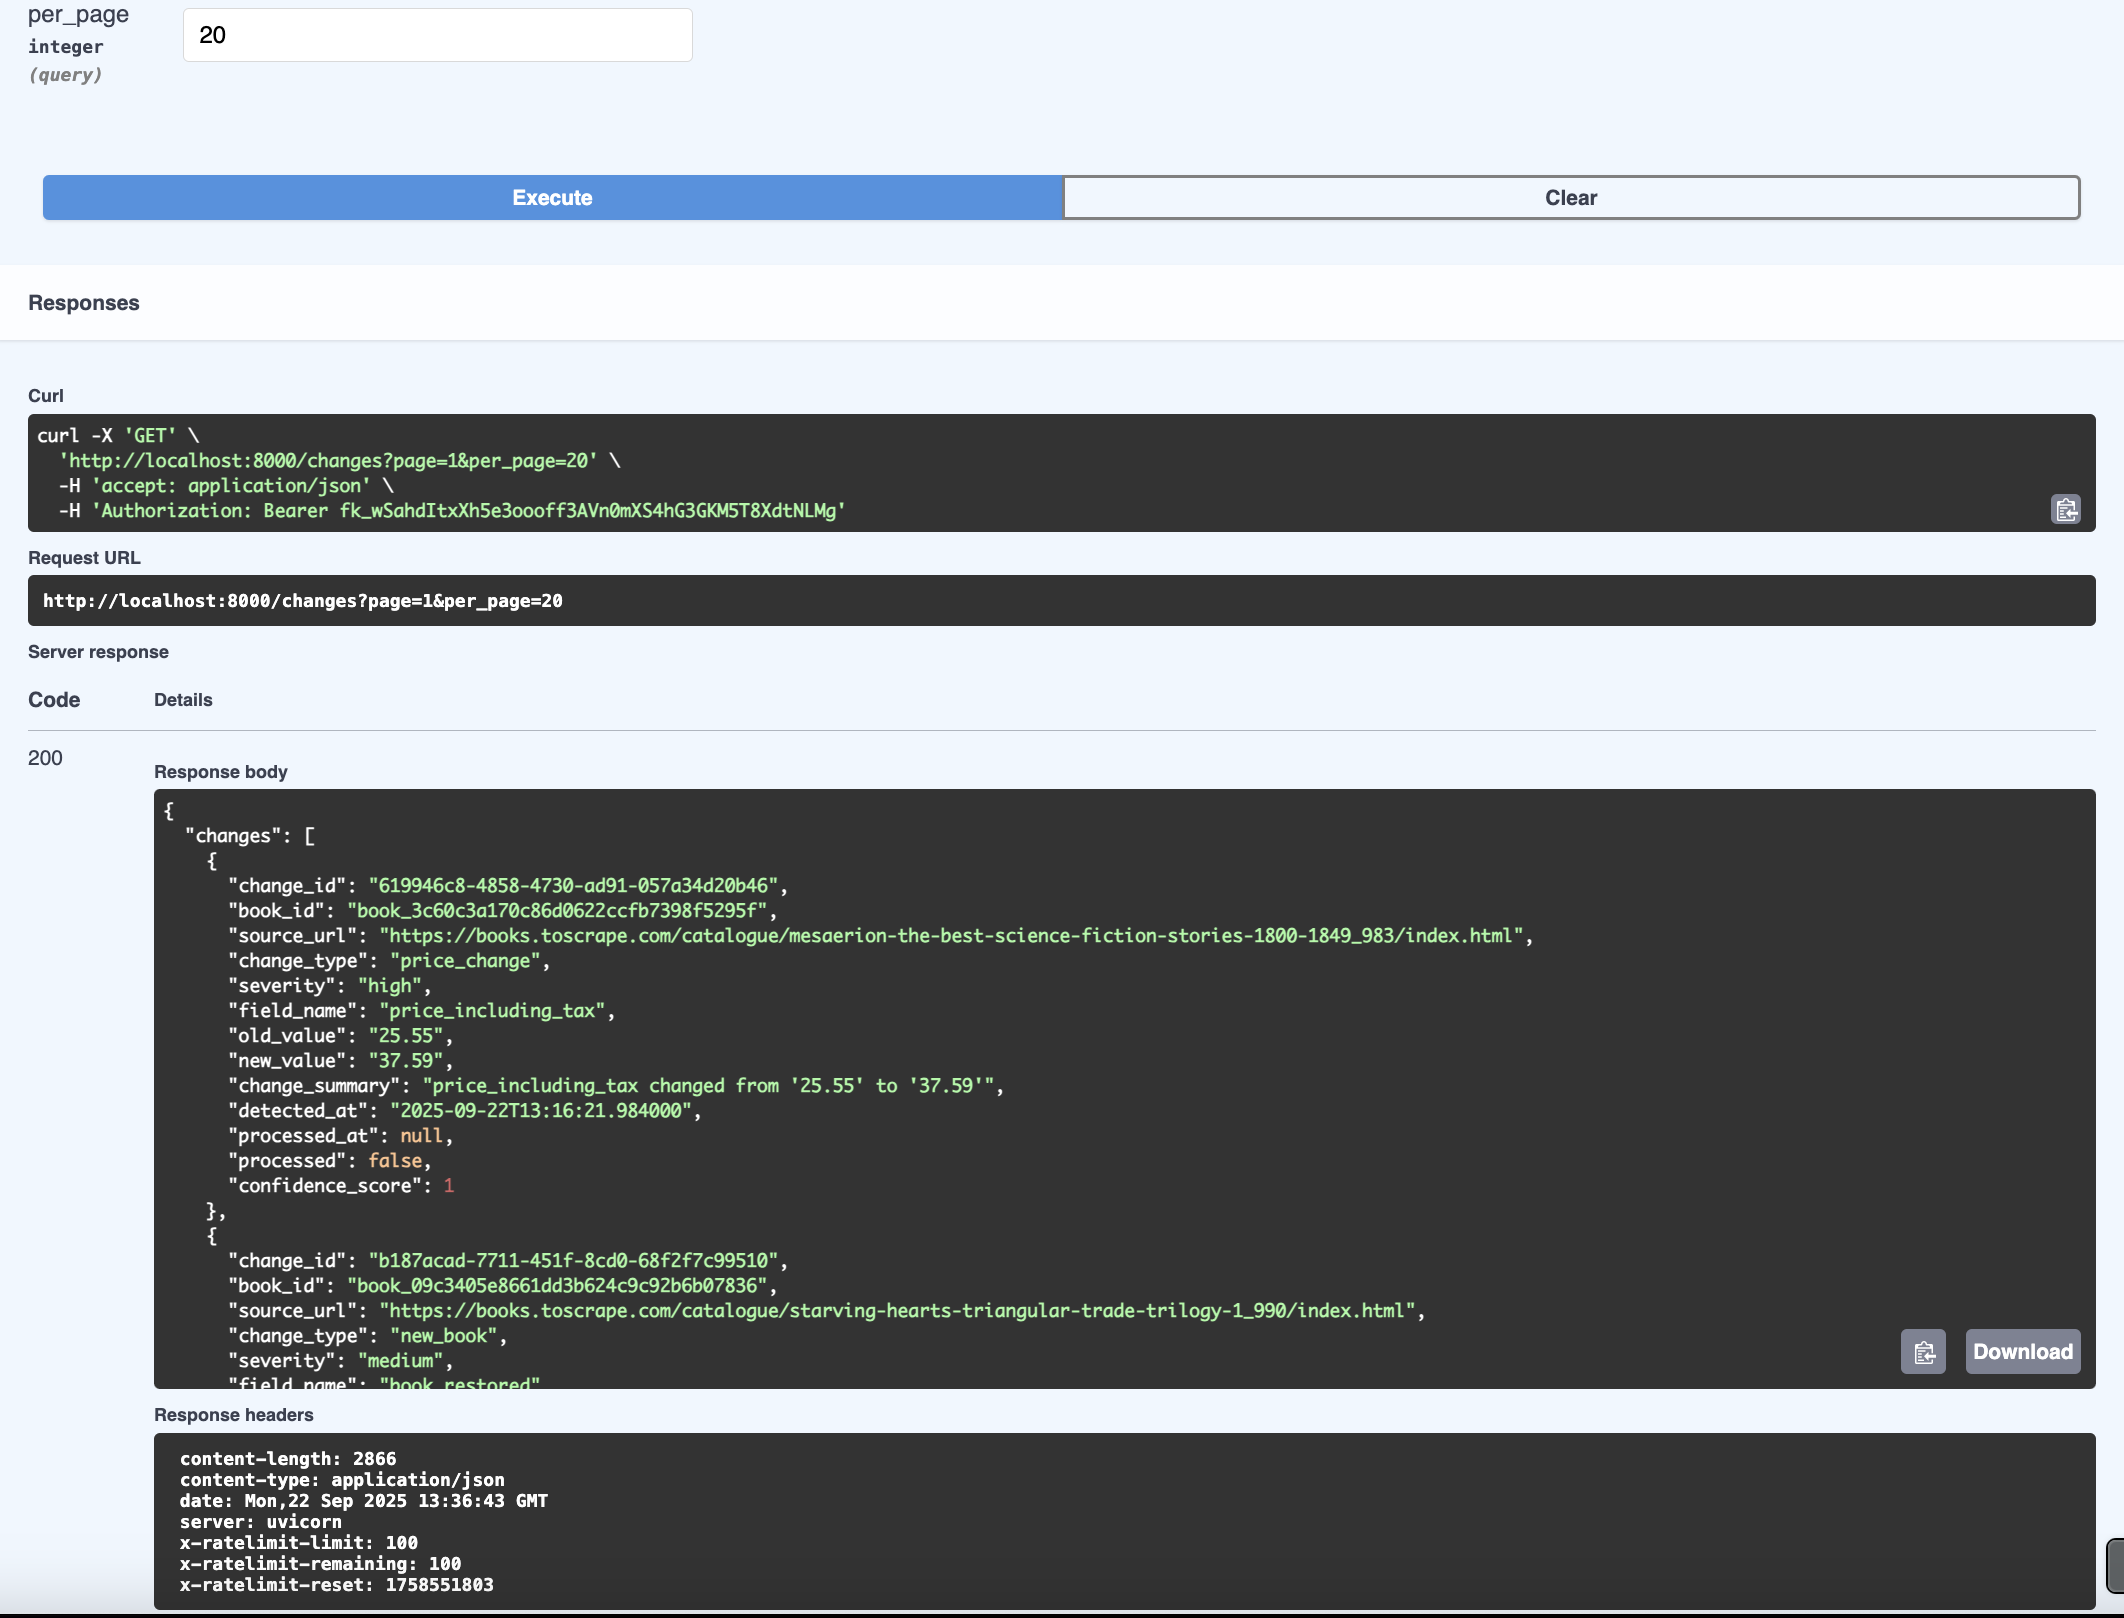 per_page
integer
(query)
20
Execute
Clear
Responses
Curl
curl -X 'GET' \
  'http://localhost:8000/changes?page=1&per_page=20' \
  -H 'accept: application/json' \
  -H 'Authorization: Bearer fk_wSahdItxXh5e3oooff3AVn0mXS4hG3GKM5T8XdtNLMg'
Request URL
http://localhost:8000/changes?page=1&per_page=20
Server response
Code Details
200
Response body
{
  "changes": [
    {
      "change_id": "619946c8-4858-4730-ad91-057a34d20b46",
      "book_id": "book_3c60c3a170c86d0622ccfb7398f5295f",
      "source_url": "https://books.toscrape.com/catalogue/mesaerion-the-best-science-fiction-stories-1800-1849_983/index.html",
      "change_type": "price_change",
      "severity": "high",
      "field_name": "price_including_tax",
      "old_value": "25.55",
      "new_value": "37.59",
      "change_summary": "price_including_tax changed from '25.55' to '37.59'",
      "detected_at": "2025-09-22T13:16:21.984000",
      "processed_at": null,
      "processed": false,
      "confidence_score": 1
    },
    {
      "change_id": "b187acad-7711-451f-8cd0-68f2f7c99510",
      "book_id": "book_09c3405e8661dd3b624c9c92b6b07836",
      "source_url": "https://books.toscrape.com/catalogue/starving-hearts-triangular-trade-trilogy-1_990/index.html",
      "change_type": "new_book",
      "severity": "medium",
      "field_name": "book_restored"
Download
Response headers
content-length: 2866
content-type: application/json
date: Mon,22 Sep 2025 13:36:43 GMT
server: uvicorn
x-ratelimit-limit: 100
x-ratelimit-remaining: 100
x-ratelimit-reset: 1758551803